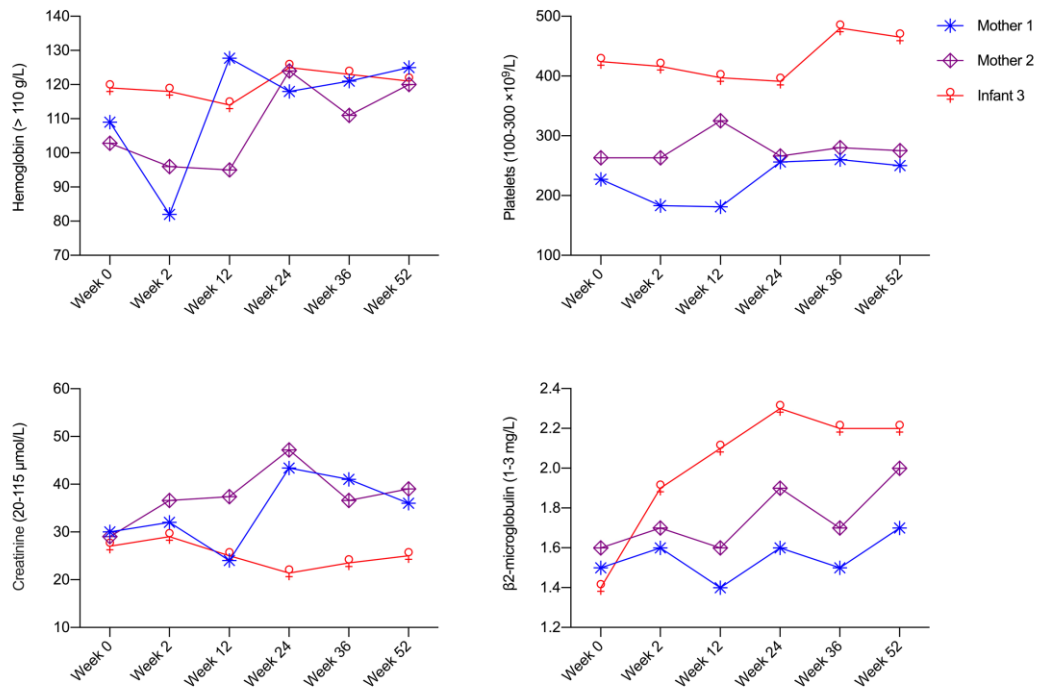 Hemoglobin (> 110 g/L)
140
130
120
110
100
90
80
70
Week 0
Week 2
Week 12
Week 24
Week 36
Week 52
Platelets (100-300 ×10⁹/L)
500
400
300
200
100
Week 0
Week 2
Week 12
Week 24
Week 36
Week 52
Mother 1
Mother 2
Infant 3
Creatinine (20-115 μmol/L)
60
50
40
30
20
10
Week 0
Week 2
Week 12
Week 24
Week 36
Week 52
β2-microglobulin (1-3 mg/L)
2.4
2.2
2.0
1.8
1.6
1.4
1.2
Week 0
Week 2
Week 12
Week 24
Week 36
Week 52